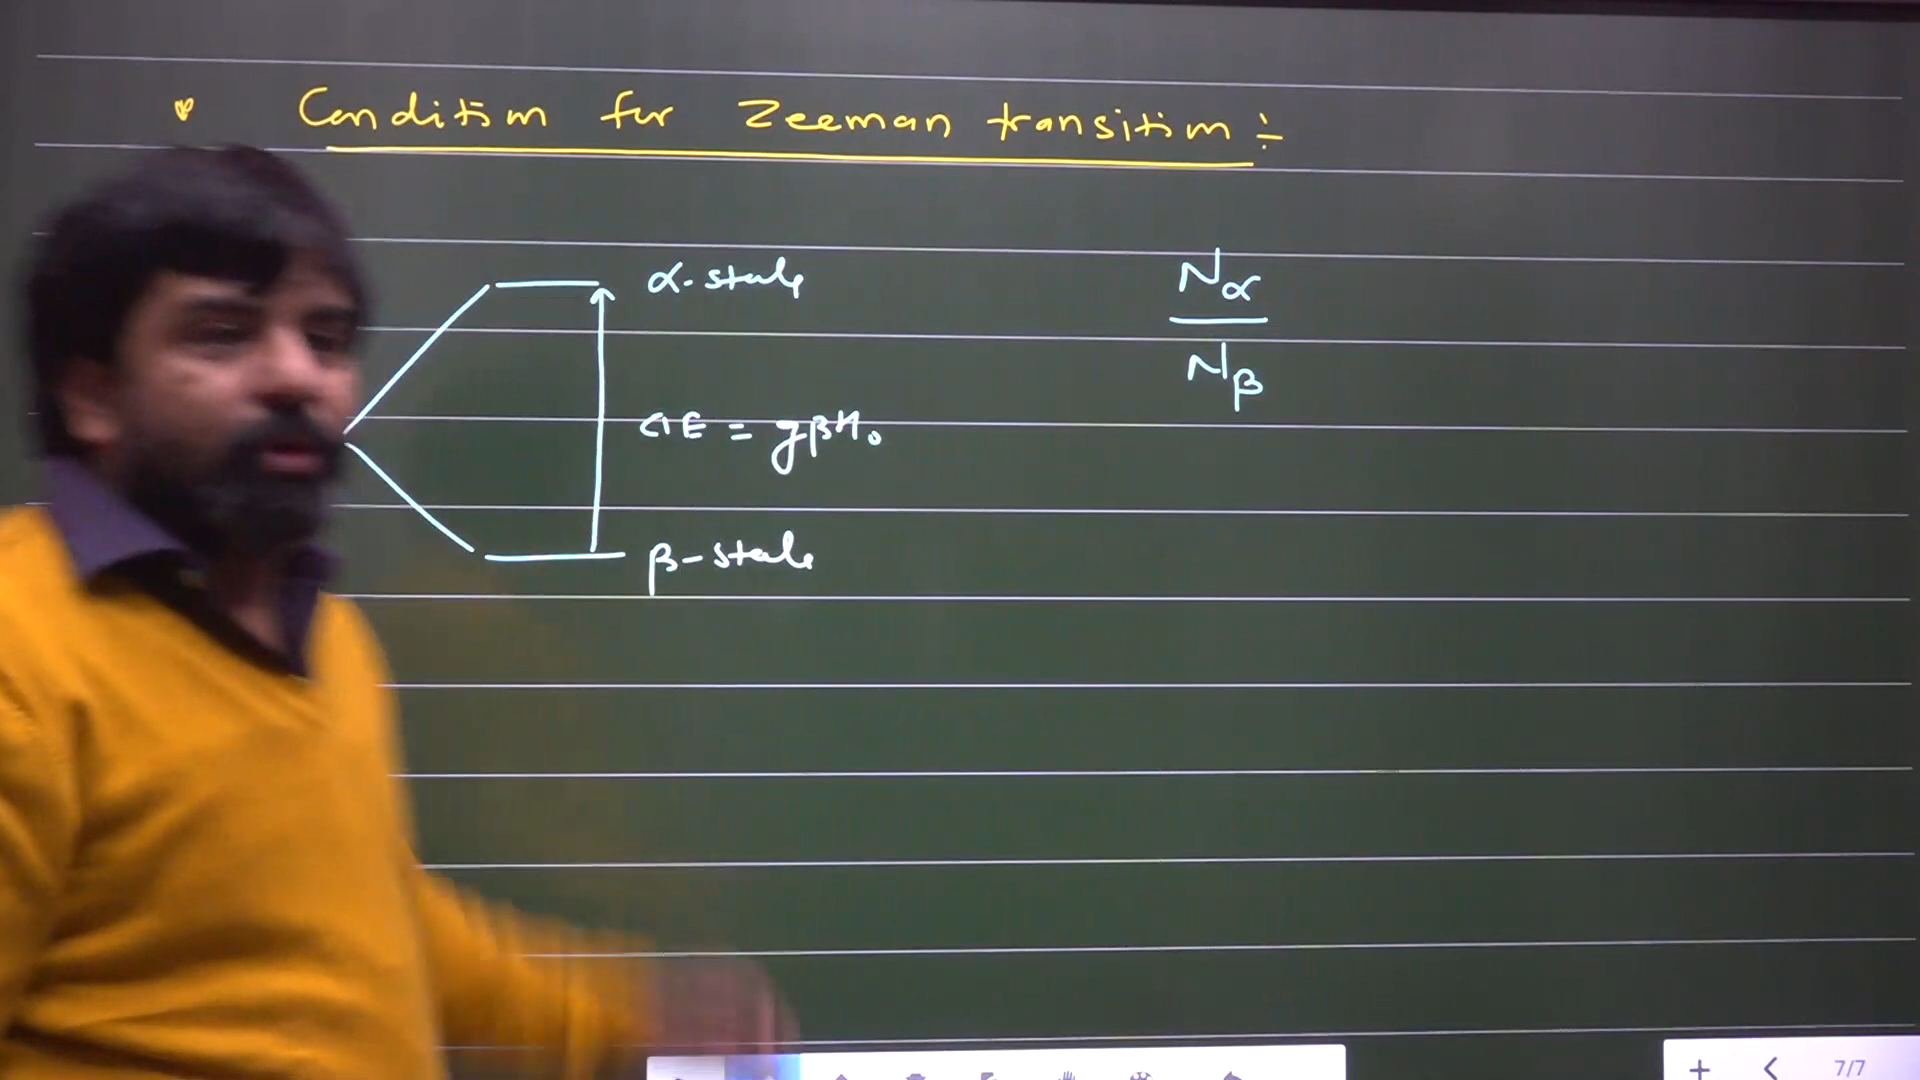 Condition for Zeeman transition :-
α-state
Nα
Nβ
ΔE = gβH₀
β-state
7/7